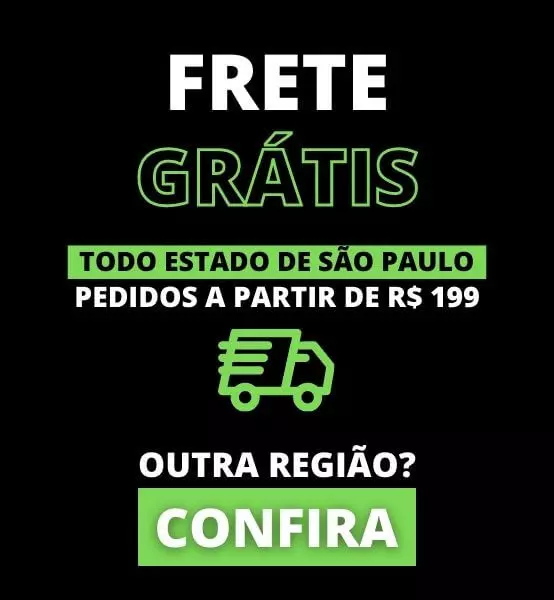 FRETE
GRÁTIS
TODO ESTADO DE SÃO PAULO
PEDIDOS A PARTIR DE R$ 199
OUTRA REGIÃO?
CONFIRA